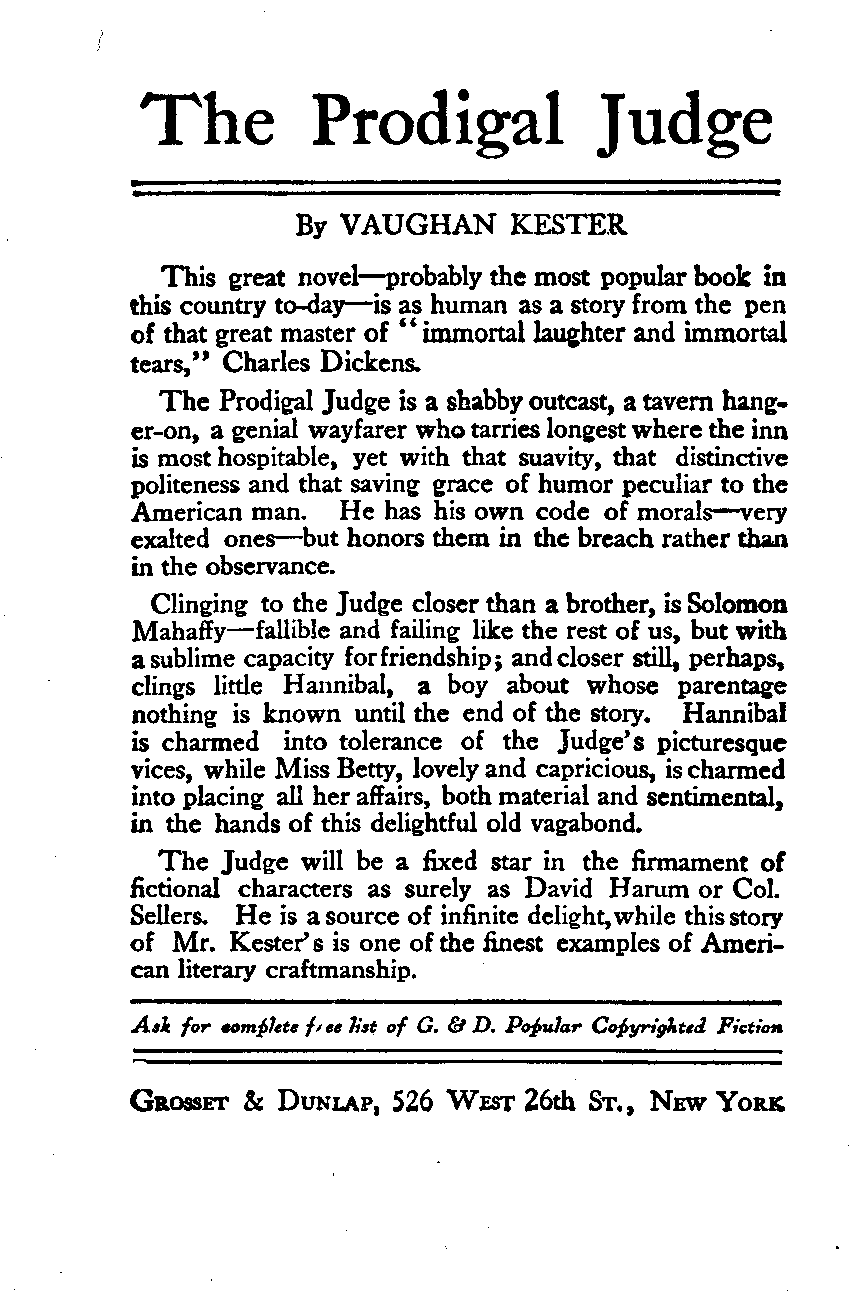 The Prodigal Judge
By VAUGHAN KESTER
This great novel—probably the most popular book in
this country to-day—is as human as a story from the pen
of that great master of “immortal laughter and immortal
tears,” Charles Dickens.
The Prodigal Judge is a shabby outcast, a tavern hang-
er-on, a genial wayfarer who tarries longest where the inn
is most hospitable, yet with that suavity, that distinctive
politeness and that saving grace of humor peculiar to the
American man. He has his own code of morals—very
exalted ones—but honors them in the breach rather than
in the observance.
Clinging to the Judge closer than a brother, is Solomon
Mahaffy—fallible and failing like the rest of us, but with
a sublime capacity for friendship; and closer still, perhaps,
clings little Hannibal, a boy about whose parentage
nothing is known until the end of the story. Hannibal
is charmed into tolerance of the Judge’s picturesque
vices, while Miss Betty, lovely and capricious, is charmed
into placing all her affairs, both material and sentimental,
in the hands of this delightful old vagabond.
The Judge will be a fixed star in the firmament of
fictional characters as surely as David Harum or Col.
Sellers. He is a source of infinite delight, while this story
of Mr. Kester’s is one of the finest examples of Ameri-
can literary craftmanship.
Ask for complete free list of G. & D. Popular Copyrighted Fiction
GROSSET & DUNLAP, 526 WEST 26th ST., NEW YORK